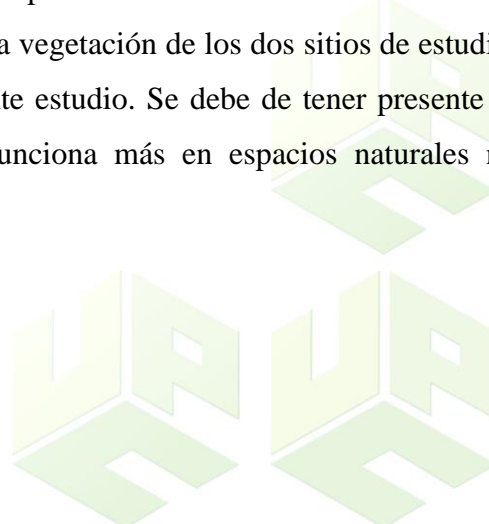 a vegetación de los dos sitios de estudi
te estudio. Se debe de tener presente
unciona más en espacios naturales